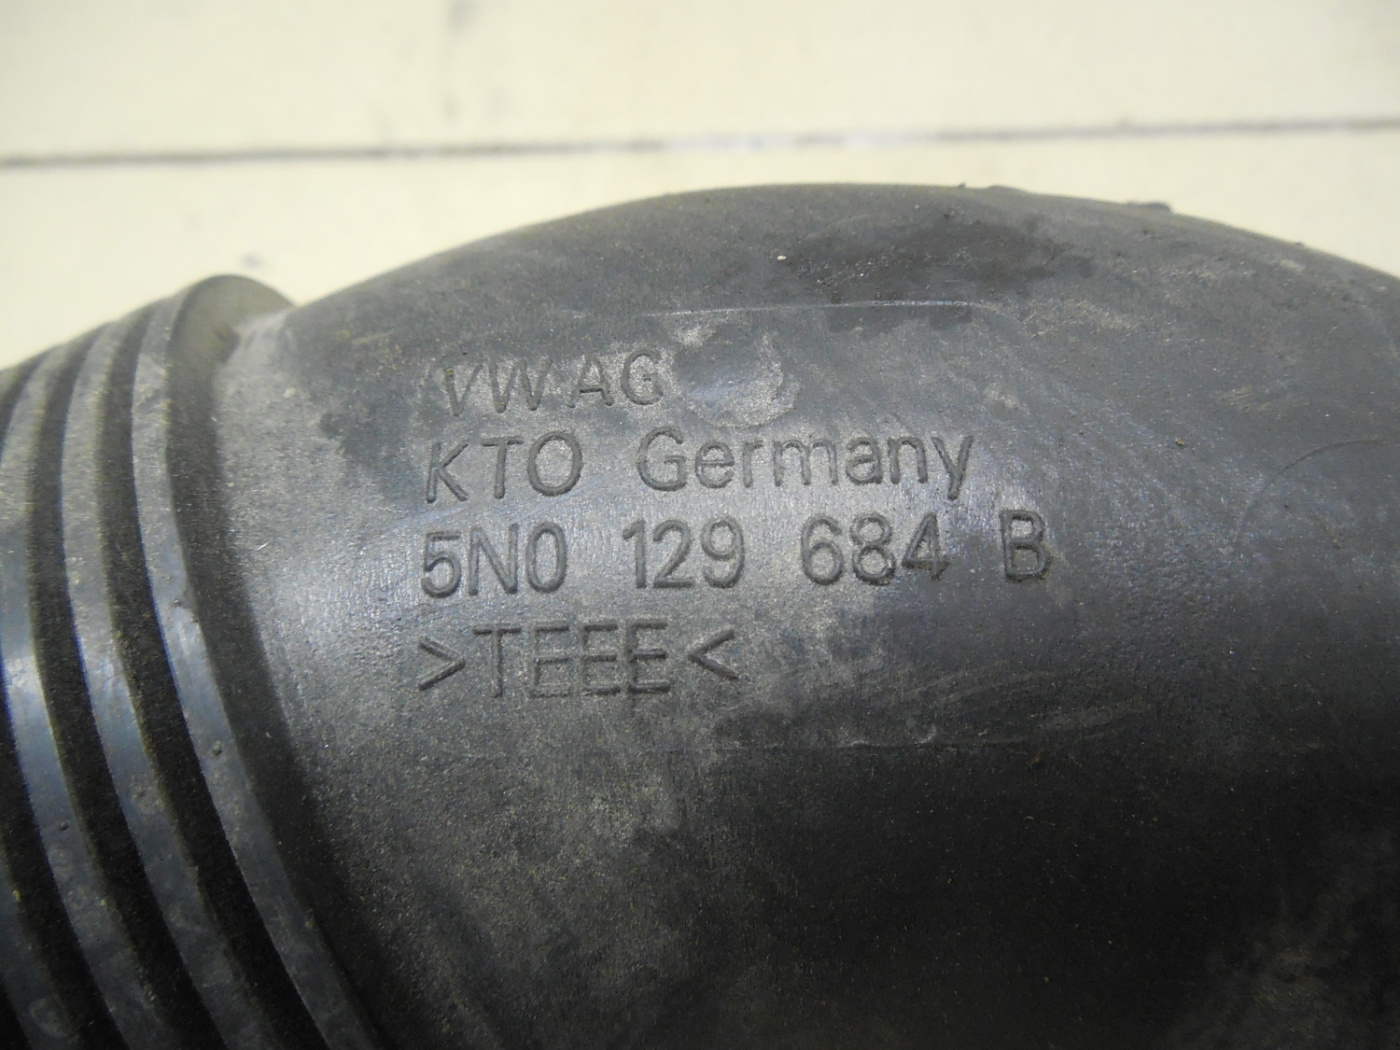 VW AG
KTO Germany
5N0 129 684 B
>TEEE<